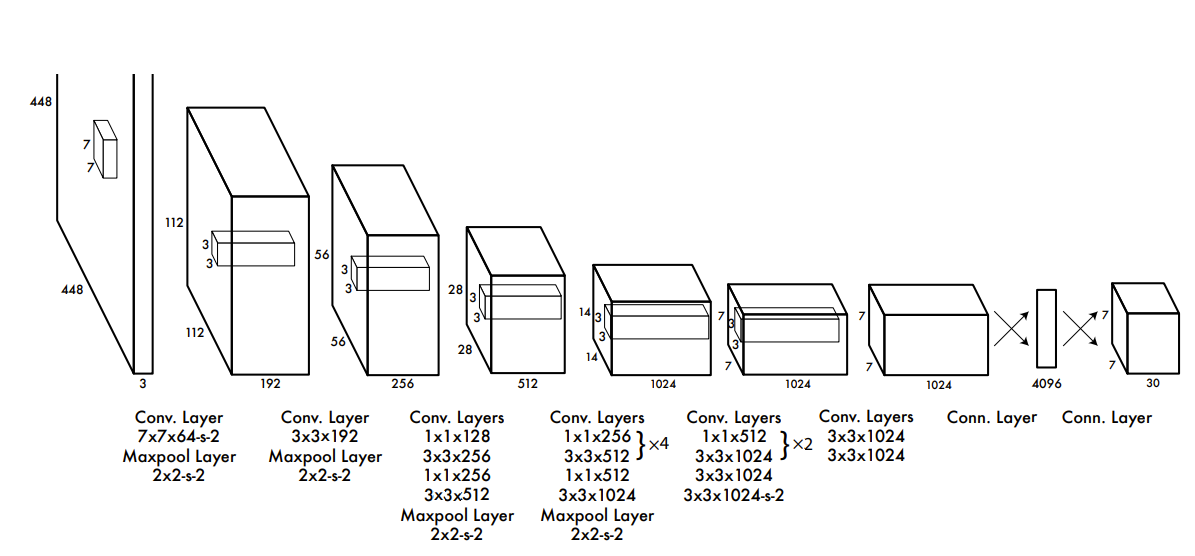 448
7
7
448
3
112
3
3
112
192
56
3
3
56
256
28
3
3
28
512
14
3
3
14
1024
7
3
3
7
1024
7
7
1024
4096
7
7
30
Conv. Layer
7x7x64-s-2
Maxpool Layer
2x2-s-2
Conv. Layer
3x3x192
Maxpool Layer
2x2-s-2
Conv. Layers
1x1x128
3x3x256
1x1x256
3x3x512
Maxpool Layer
2x2-s-2
Conv. Layers
1x1x256
3x3x512
}×4
1x1x512
3x3x1024
Maxpool Layer
2x2-s-2
Conv. Layers
1x1x512
3x3x1024
}×2
3x3x1024
3x3x1024-s-2
Conv. Layers
3x3x1024
3x3x1024
Conn. Layer
Conn. Layer